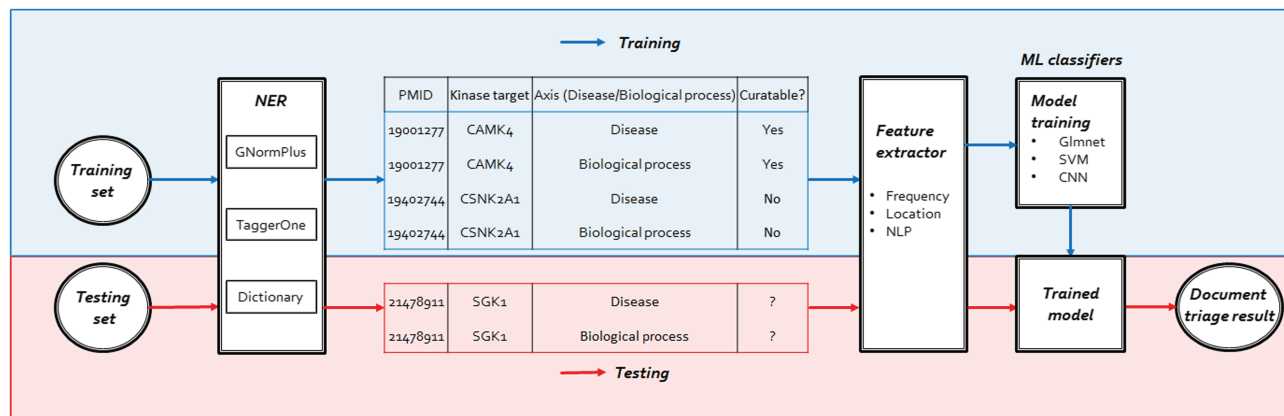 Training
ML classifiers
NER
GNormPlus
TaggerOne
Dictionary
Training
set
Testing
set
PMID Kinase target Axis (Disease/Biological process) Curatable?
19001277 CAMK4 Disease Yes
19001277 CAMK4 Biological process Yes
19402744 CSNK2A1 Disease No
19402744 CSNK2A1 Biological process No
21478911 SGK1 Disease ?
21478911 SGK1 Biological process ?
Feature
extractor
• Frequency
• Location
• NLP
Model
training
• Glmnet
• SVM
• CNN
Trained
model
Document
triage result
Testing